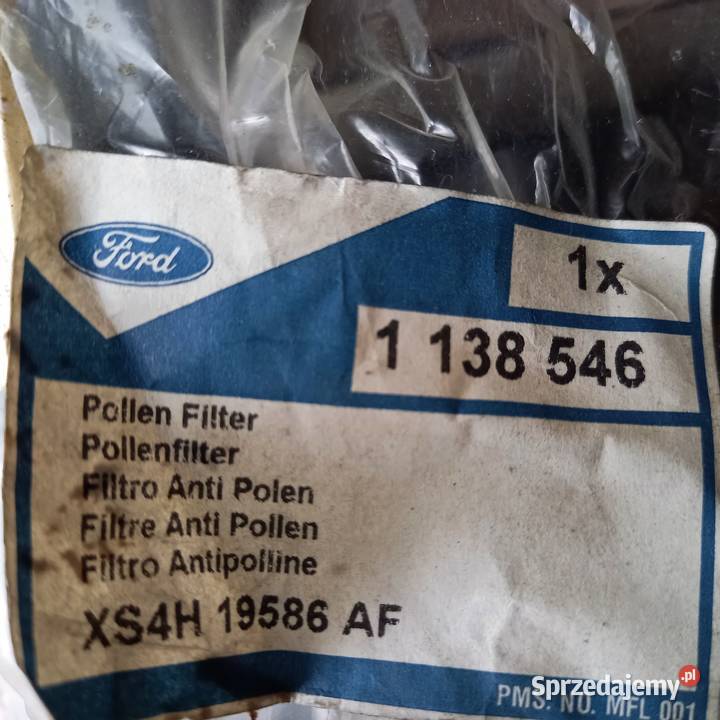 Ford
1x
1 138 546
Pollen Filter
Pollenfilter
Filtro Anti Polen
Filtre Anti Pollen
Filtro Antipolline
XS4H 19586 AF
PMS. NO. MFL 001
Sprzedajemy.pl